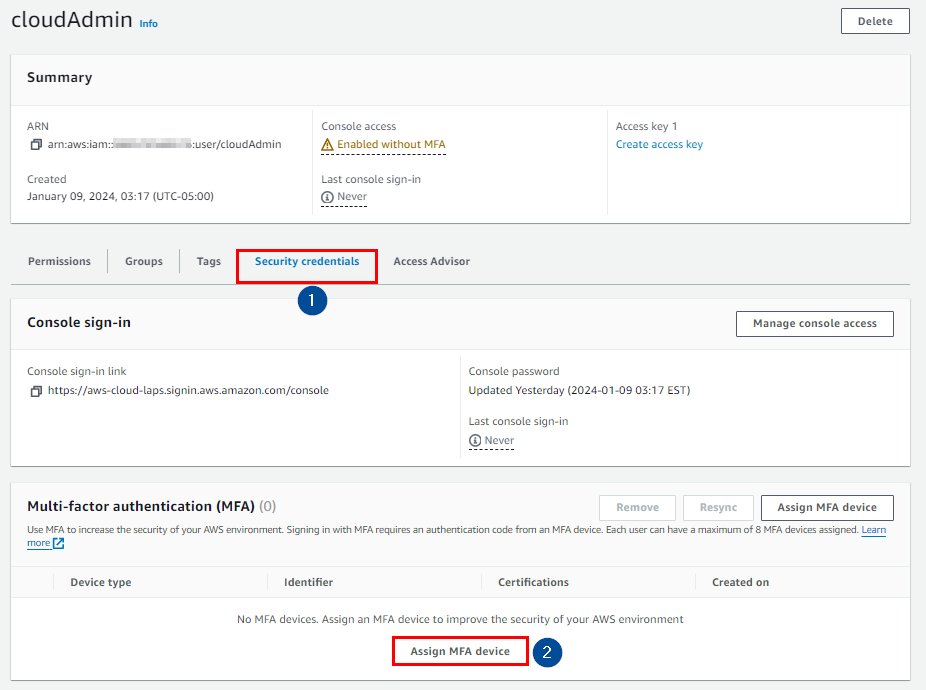 cloudAdmin Info
Delete
Summary
ARN
arn:aws:iam:: :user/cloudAdmin
Created
January 09, 2024, 03:17 (UTC-05:00)
Console access
Enabled without MFA
Last console sign-in
Never
Access key 1
Create access key
Permissions
Groups
Tags
Security credentials
Access Advisor
1
Console sign-in
Manage console access
Console sign-in link
https://aws-cloud-laps.signin.aws.amazon.com/console
Console password
Updated Yesterday (2024-01-09 03:17 EST)
Last console sign-in
Never
Multi-factor authentication (MFA) (0)
Remove
Resync
Assign MFA device
Use MFA to increase the security of your AWS environment. Signing in with MFA requires an authentication code from an MFA device. Each user can have a maximum of 8 MFA devices assigned. Learn
more
Device type
Identifier
Certifications
Created on
No MFA devices. Assign an MFA device to improve the security of your AWS environment
Assign MFA device
2